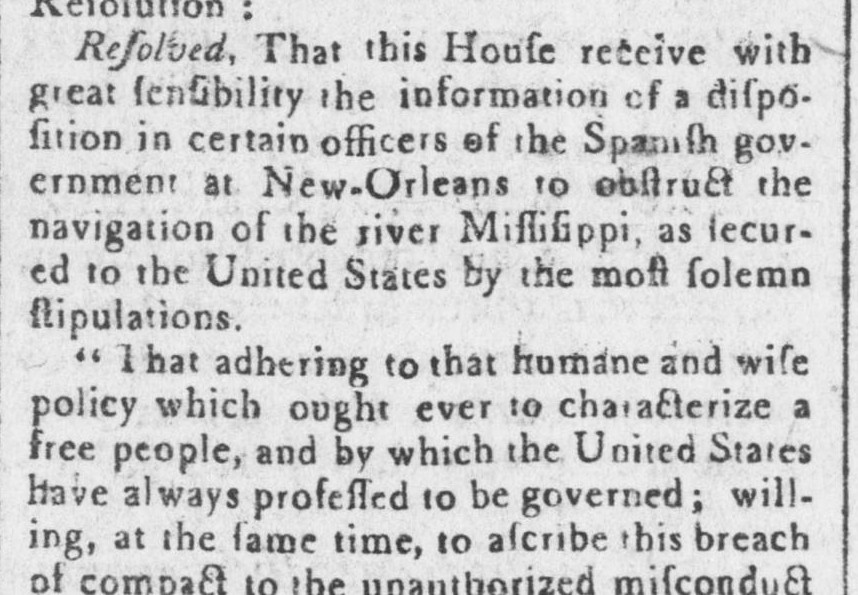 Reſolution :
Reſolved, That this Houſe receive with
great ſenſibility the information of a diſpo-
ſition in certain officers of the Spaniſh gov-
ernment at New-Orleans to obſtruct the
navigation of the river Miſſiſippi, as ſecur-
ed to the United States by the moſt ſolemn
ſtipulations.
“ That adhering to that humane and wiſe
policy which ought ever to characterize a
free people, and by which the United States
have always profeſſed to be governed ; will-
ing, at the ſame time, to aſcribe this breach
of compact to the unauthorized miſconduct